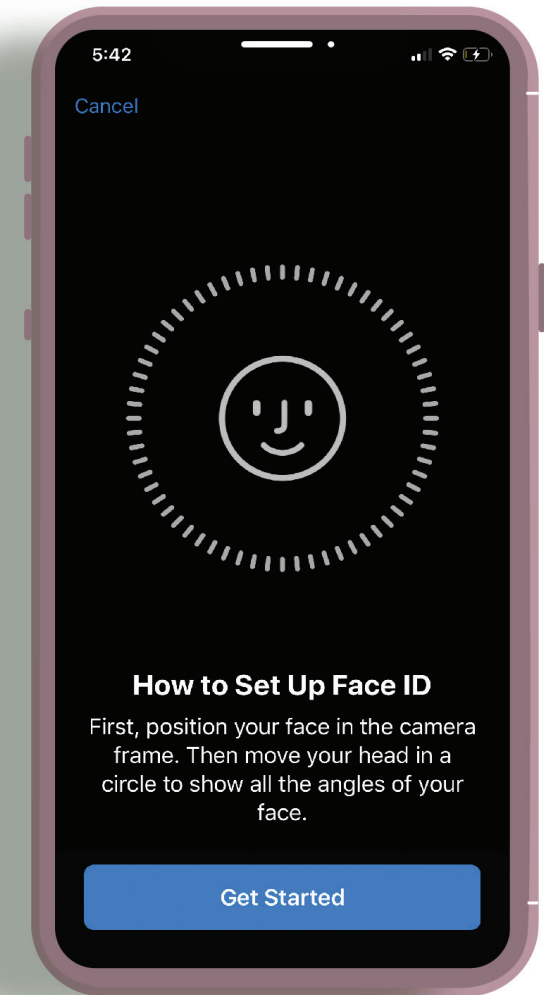 5:42
Cancel
How to Set Up Face ID
First, position your face in the camera
frame. Then move your head in a
circle to show all the angles of your
face.
Get Started